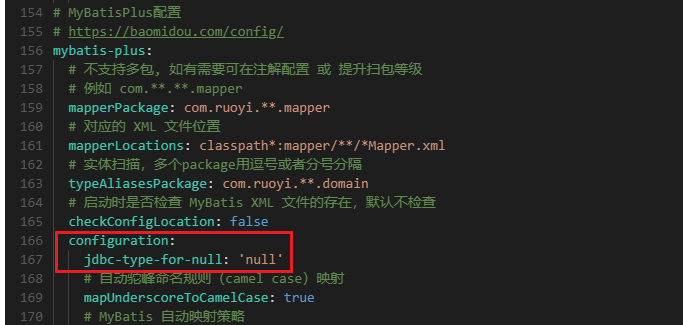 154 # MyBatisPlus配置
155 # https://baomidou.com/config/
156 mybatis-plus:
157 # 不支持多包, 如有需要可在注解配置 或 提升扫包等级
158 # 例如 com.**.**.mapper
159 mapperPackage: com.ruoyi.**.mapper
160 # 对应的 XML 文件位置
161 mapperLocations: classpath*:mapper/**/*Mapper.xml
162 # 实体扫描，多个package用逗号或者分号分隔
163 typeAliasesPackage: com.ruoyi.**.domain
164 # 启动时是否检查 MyBatis XML 文件的存在，默认不检查
165 checkConfigLocation: false
166 configuration:
167 jdbc-type-for-null: 'null'
168 # 自动驼峰命名规则（camel case）映射
169 mapUnderscoreToCamelCase: true
170 # MyBatis 自动映射策略